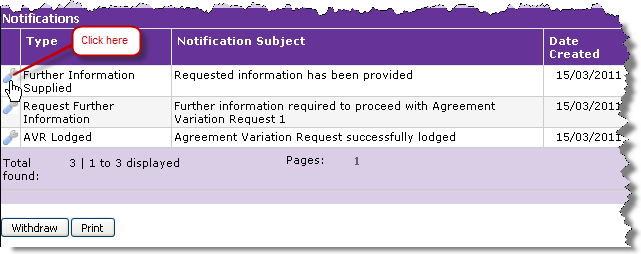 Notifications
Type Click here Notification Subject Date
Created
Further Information Requested information has been provided 15/03/2011
Supplied
Request Further Further information required to proceed with Agreement 15/03/2011
Information Variation Request 1
AVR Lodged Agreement Variation Request successfully lodged 15/03/2011
Total 3 | 1 to 3 displayed Pages: 1
found:
Withdraw Print